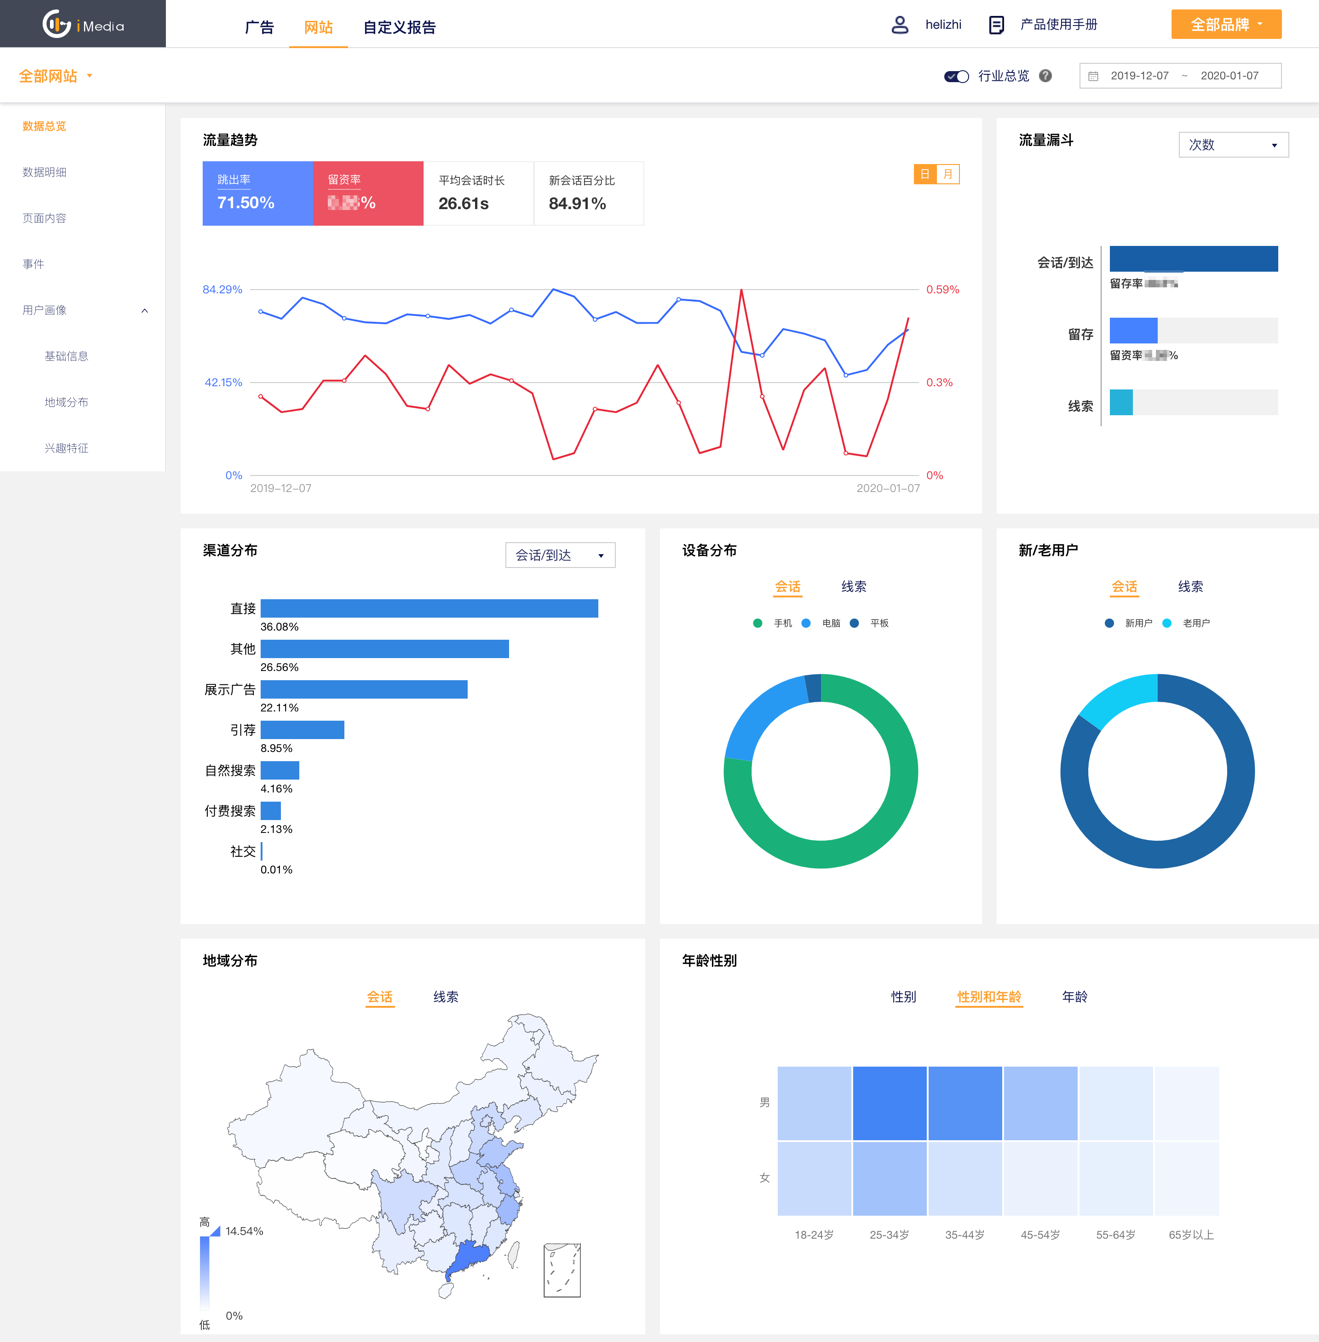 iMedia
广告 网站 自定义报告
helizhi 产品使用手册 全部品牌
全部网站
行业总览 ? 2019-12-07 ~ 2020-01-07
数据总览
数据明细
页面内容
事件
用户画像
基础信息
地域分布
兴趣特征
流量趋势
跳出率 留资率 平均会话时长 新会话百分比
71.50% % 26.61s 84.91%
日 月
84.29% 0.59%
42.15% 0.3%
0% 0%
2019-12-07 2020-01-07
流量漏斗
次数
会话/到达
留存率 %
留存
留资率 %
线索
渠道分布
会话/到达
直接
36.08%
其他
26.56%
展示广告
22.11%
引荐
8.95%
自然搜索
4.16%
付费搜索
2.13%
社交
0.01%
设备分布
会话 线索
手机 电脑 平板
新/老用户
会话 线索
新用户 老用户
地域分布
会话 线索
高
14.54%
0%
低
年龄性别
性别 性别和年龄 年龄
男
女
18-24岁 25-34岁 35-44岁 45-54岁 55-64岁 65岁以上